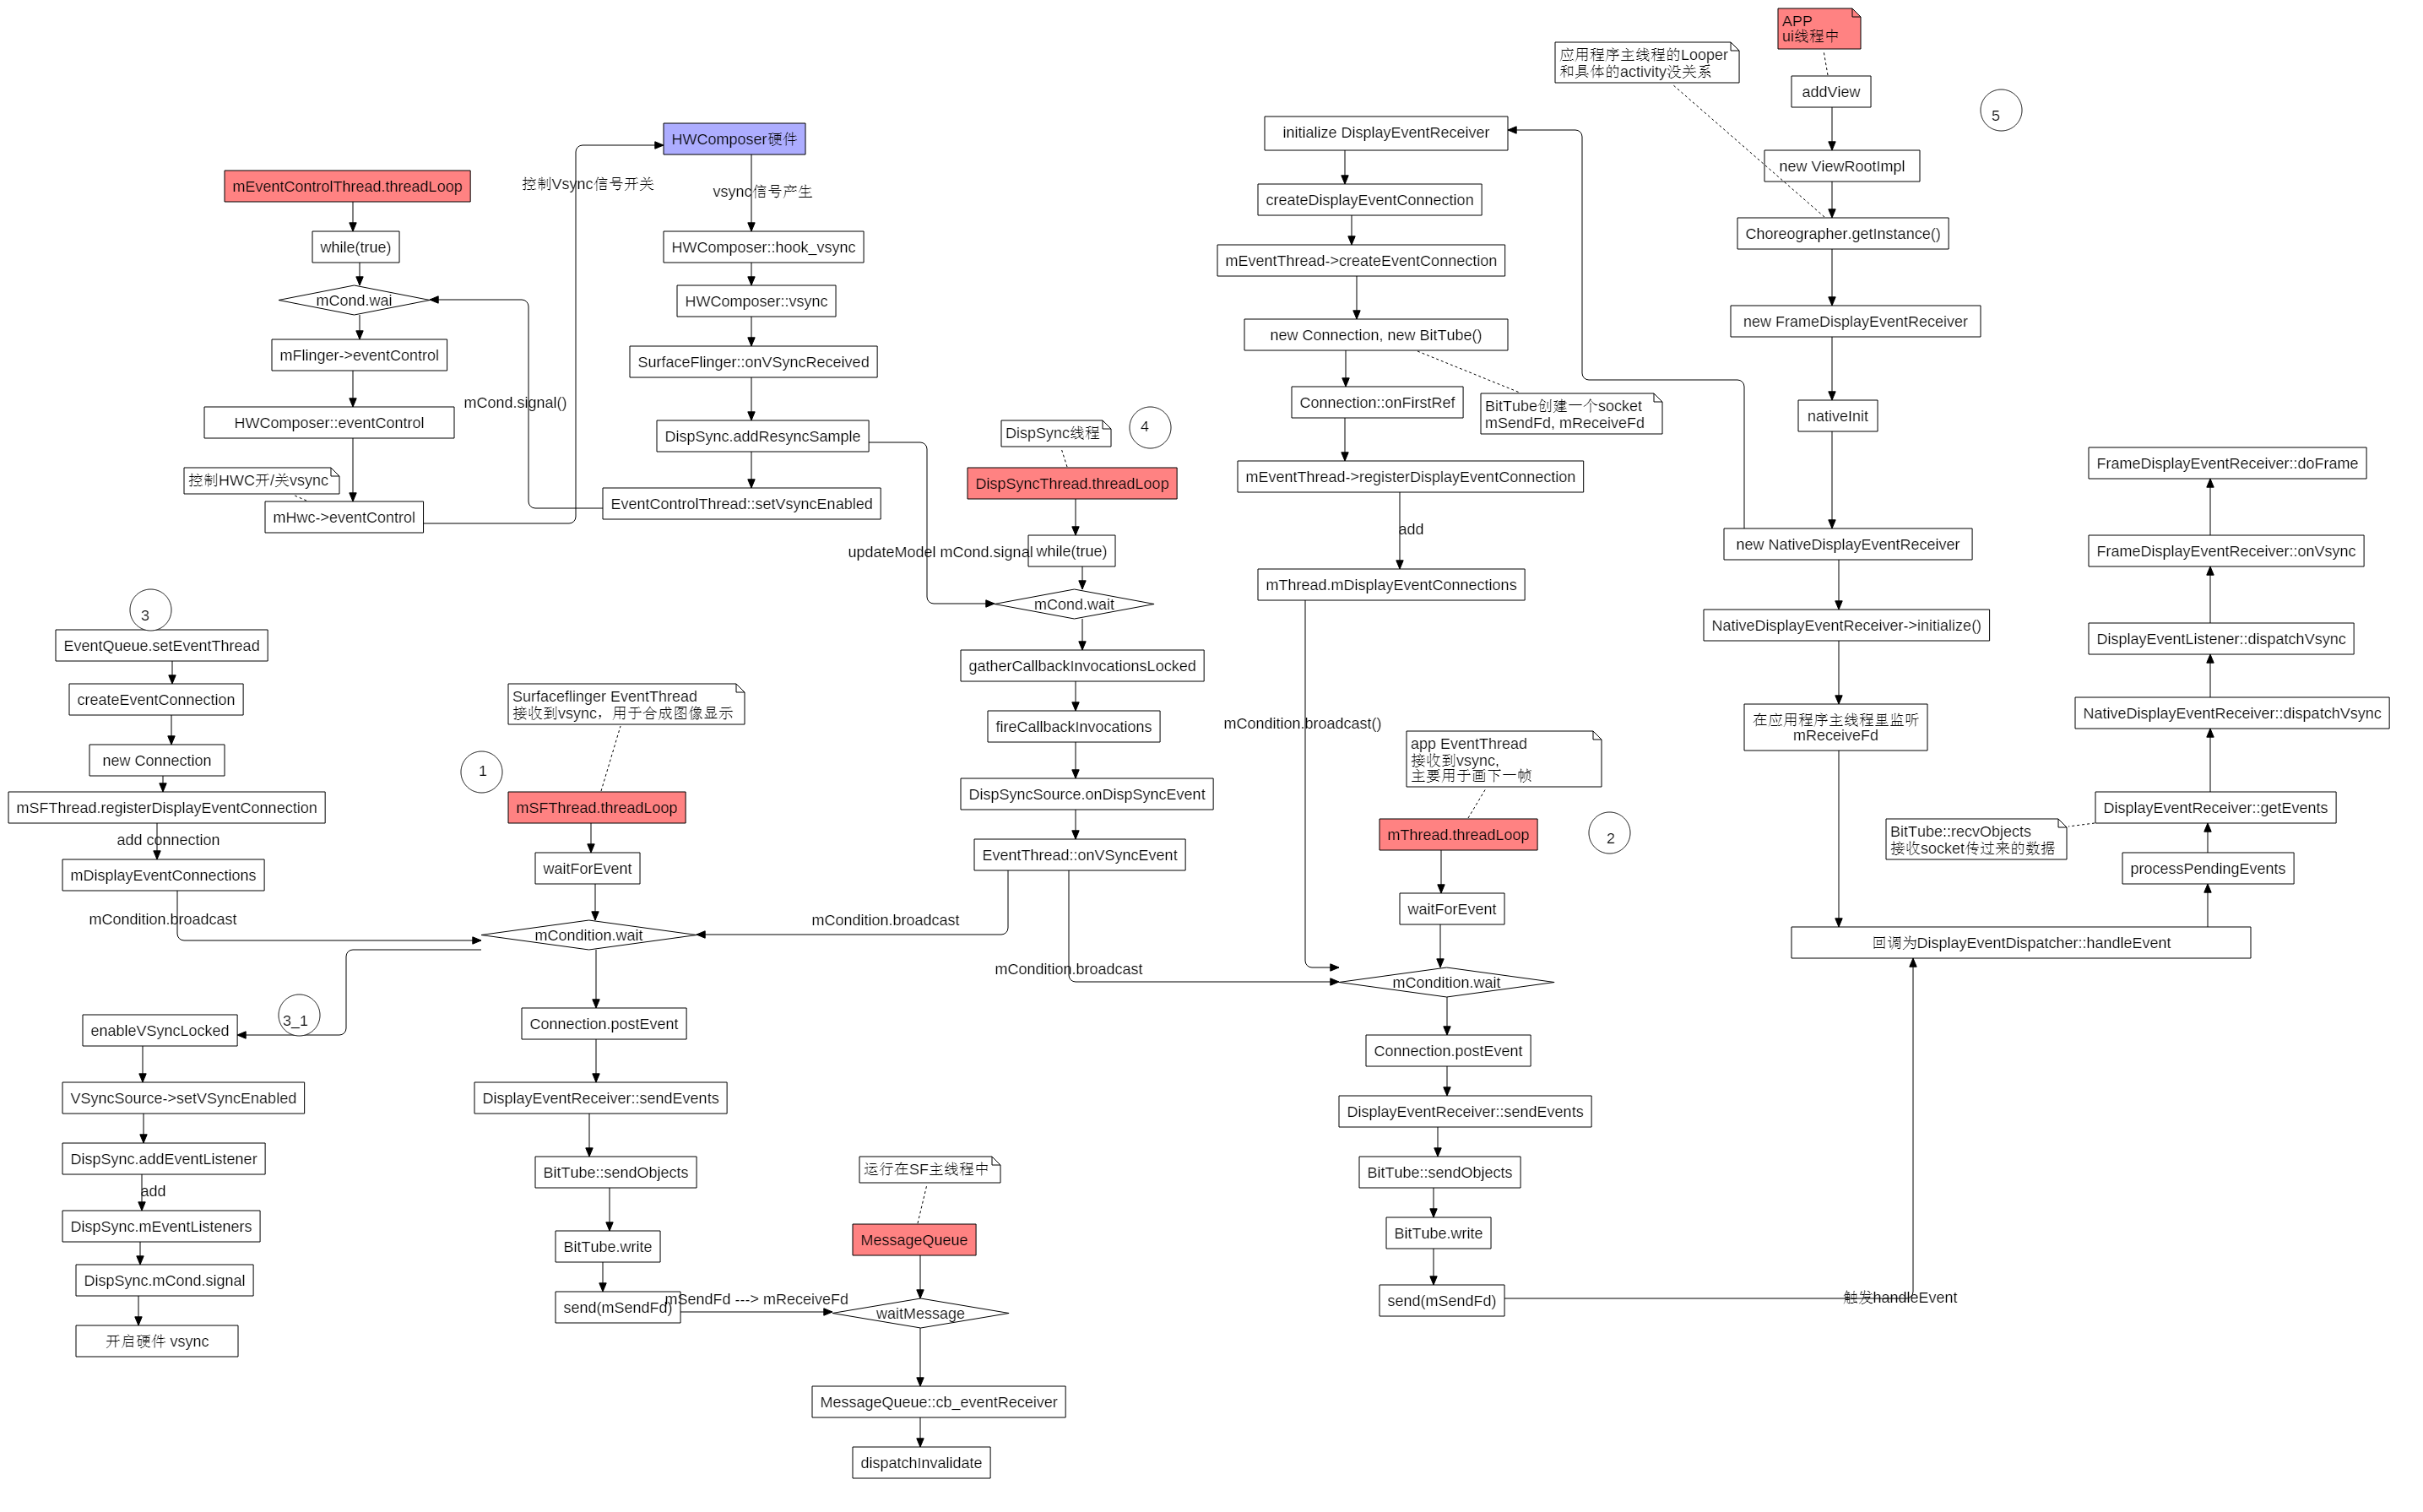 APP
ui线程中
应用程序主线程的Looper
和具体的activity没关系
addView
5
new ViewRootImpl
Choreographer.getInstance()
new FrameDisplayEventReceiver
nativeInit
new NativeDisplayEventReceiver
NativeDisplayEventReceiver->initialize()
在应用程序主线程里监听
mReceiveFd
回调为DisplayEventDispatcher::handleEvent
processPendingEvents
BitTube::recvObjects
接收socket传过来的数据
DisplayEventReceiver::getEvents
NativeDisplayEventReceiver::dispatchVsync
DisplayEventListener::dispatchVsync
FrameDisplayEventReceiver::onVsync
FrameDisplayEventReceiver::doFrame
initialize DisplayEventReceiver
createDisplayEventConnection
mEventThread->createEventConnection
new Connection, new BitTube()
BitTube创建一个socket
mSendFd, mReceiveFd
Connection::onFirstRef
mEventThread->registerDisplayEventConnection
add
mThread.mDisplayEventConnections
mCondition.broadcast()
HWComposer硬件
控制Vsync信号开关
vsync信号产生
HWComposer::hook_vsync
HWComposer::vsync
SurfaceFlinger::onVSyncReceived
DispSync.addResyncSample
EventControlThread::setVsyncEnabled
mCond.signal()
updateModel mCond.signal
mEventControlThread.threadLoop
while(true)
mCond.wai
mFlinger->eventControl
HWComposer::eventControl
控制HWC开/关vsync
mHwc->eventControl
DispSync线程
4
DispSyncThread.threadLoop
while(true)
mCond.wait
gatherCallbackInvocationsLocked
fireCallbackInvocations
DispSyncSource.onDispSyncEvent
EventThread::onVSyncEvent
mCondition.broadcast
mCondition.broadcast
3
EventQueue.setEventThread
createEventConnection
new Connection
mSFThread.registerDisplayEventConnection
add connection
mDisplayEventConnections
mCondition.broadcast
3_1
enableVSyncLocked
VSyncSource->setVSyncEnabled
DispSync.addEventListener
add
DispSync.mEventListeners
DispSync.mCond.signal
开启硬件 vsync
Surfaceflinger EventThread
接收到vsync，用于合成图像显示
1
mSFThread.threadLoop
waitForEvent
mCondition.wait
Connection.postEvent
DisplayEventReceiver::sendEvents
BitTube::sendObjects
BitTube.write
send(mSendFd)
mSendFd ---> mReceiveFd
运行在SF主线程中
MessageQueue
waitMessage
MessageQueue::cb_eventReceiver
dispatchInvalidate
app EventThread
接收到vsync,
主要用于画下一帧
2
mThread.threadLoop
waitForEvent
mCondition.wait
Connection.postEvent
DisplayEventReceiver::sendEvents
BitTube::sendObjects
BitTube.write
send(mSendFd)
触发handleEvent